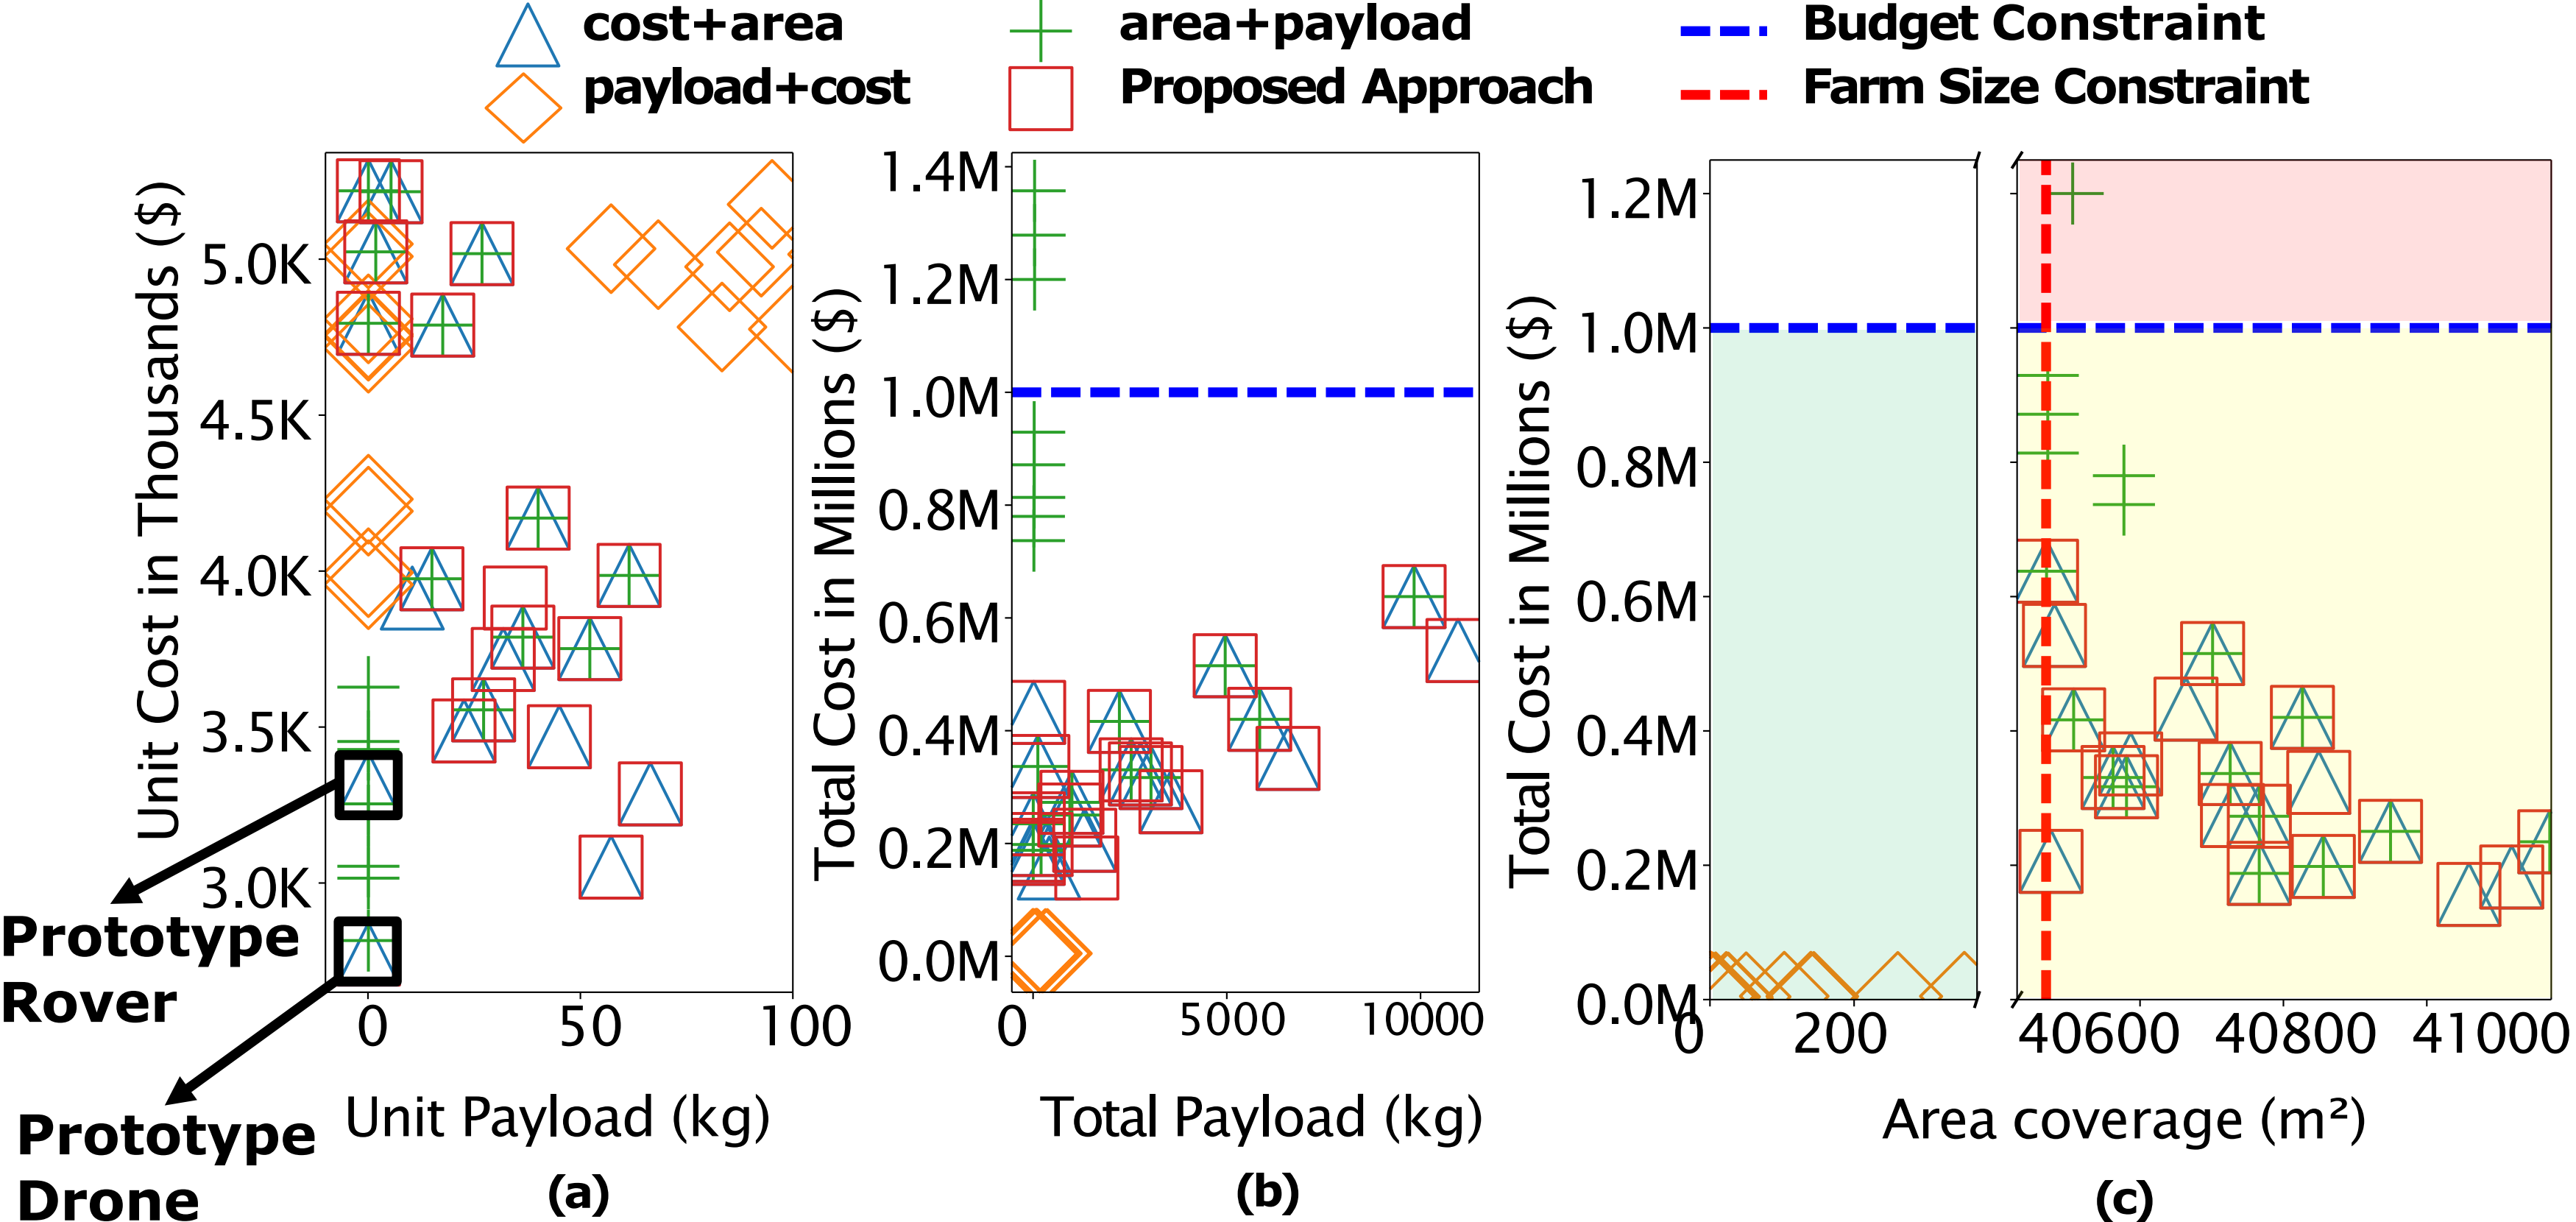 cost+area
area+payload
Budget Constraint
payload+cost
Proposed Approach
Farm Size Constraint
Unit Cost in Thousands ($)
5.0K
4.5K
4.0K
3.5K
3.0K
0
50
100
Unit Payload (kg)
(a)
Prototype
Rover
Prototype
Drone
Total Cost in Millions ($)
1.4M
1.2M
1.0M
0.8M
0.6M
0.4M
0.2M
0.0M
0
5000
10000
Total Payload (kg)
(b)
Total Cost in Millions ($)
1.2M
1.0M
0.8M
0.6M
0.4M
0.2M
0.0M
0
200
40600
40800
41000
Area coverage (m²)
(c)